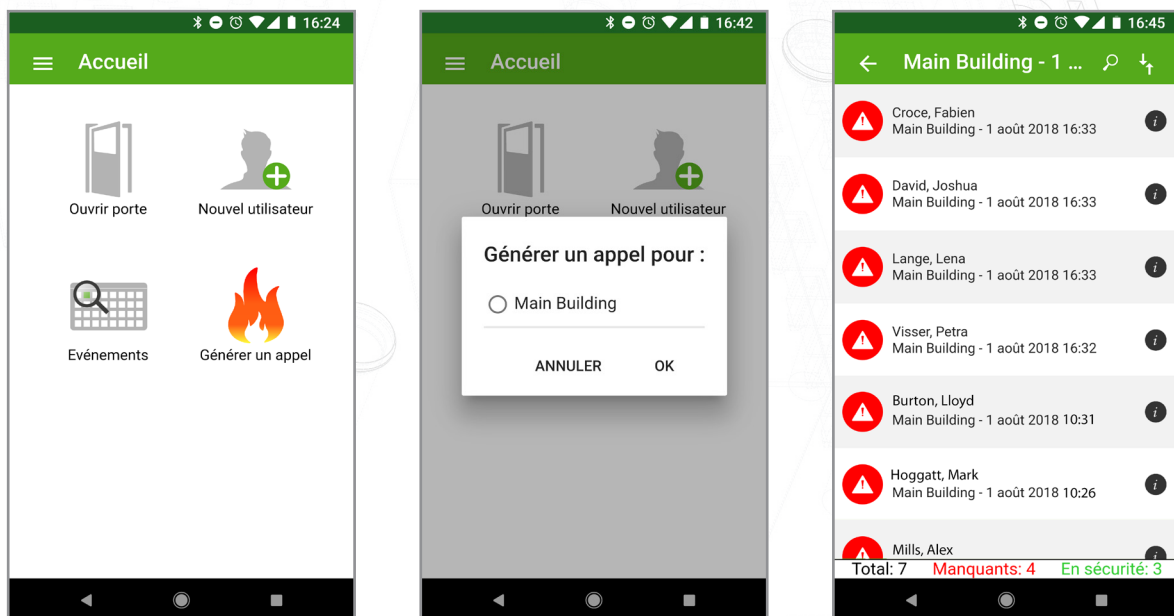 16:24
Accueil
Ouvrir porte
Nouvel utilisateur
Evénements
Générer un appel
16:42
Accueil
Ouvrir porte
Nouvel utilisateur
Générer un appel pour :
Main Building
ANNULER
OK
16:45
Main Building - 1 ...
Croce, Fabien
Main Building - 1 août 2018 16:33
David, Joshua
Main Building - 1 août 2018 16:33
Lange, Lena
Main Building - 1 août 2018 16:33
Visser, Petra
Main Building - 1 août 2018 16:32
Burton, Lloyd
Main Building - 1 août 2018 10:31
Hoggatt, Mark
Main Building - 1 août 2018 10:26
Mills, Alex
Total: 7 Manquants: 4 En sécurité: 3